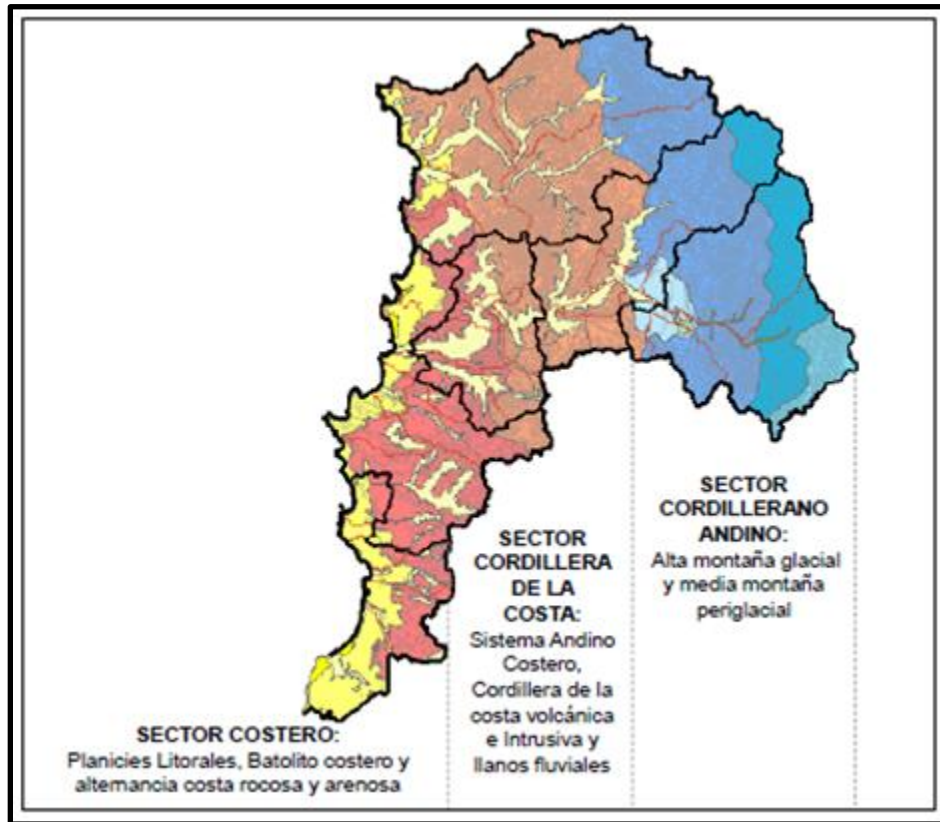 SECTOR COSTERO:
Planicies Litorales, Batolito costero y
alternancia costa rocosa y arenosa
SECTOR
CORDILLERA
DE LA
COSTA:
Sistema Andino
Costero,
Cordillera de la
costa volcánica
e Intrusiva y
llanos fluviales
SECTOR
CORDILLERANO
ANDINO:
Alta montaña glacial
y media montaña
periglacial